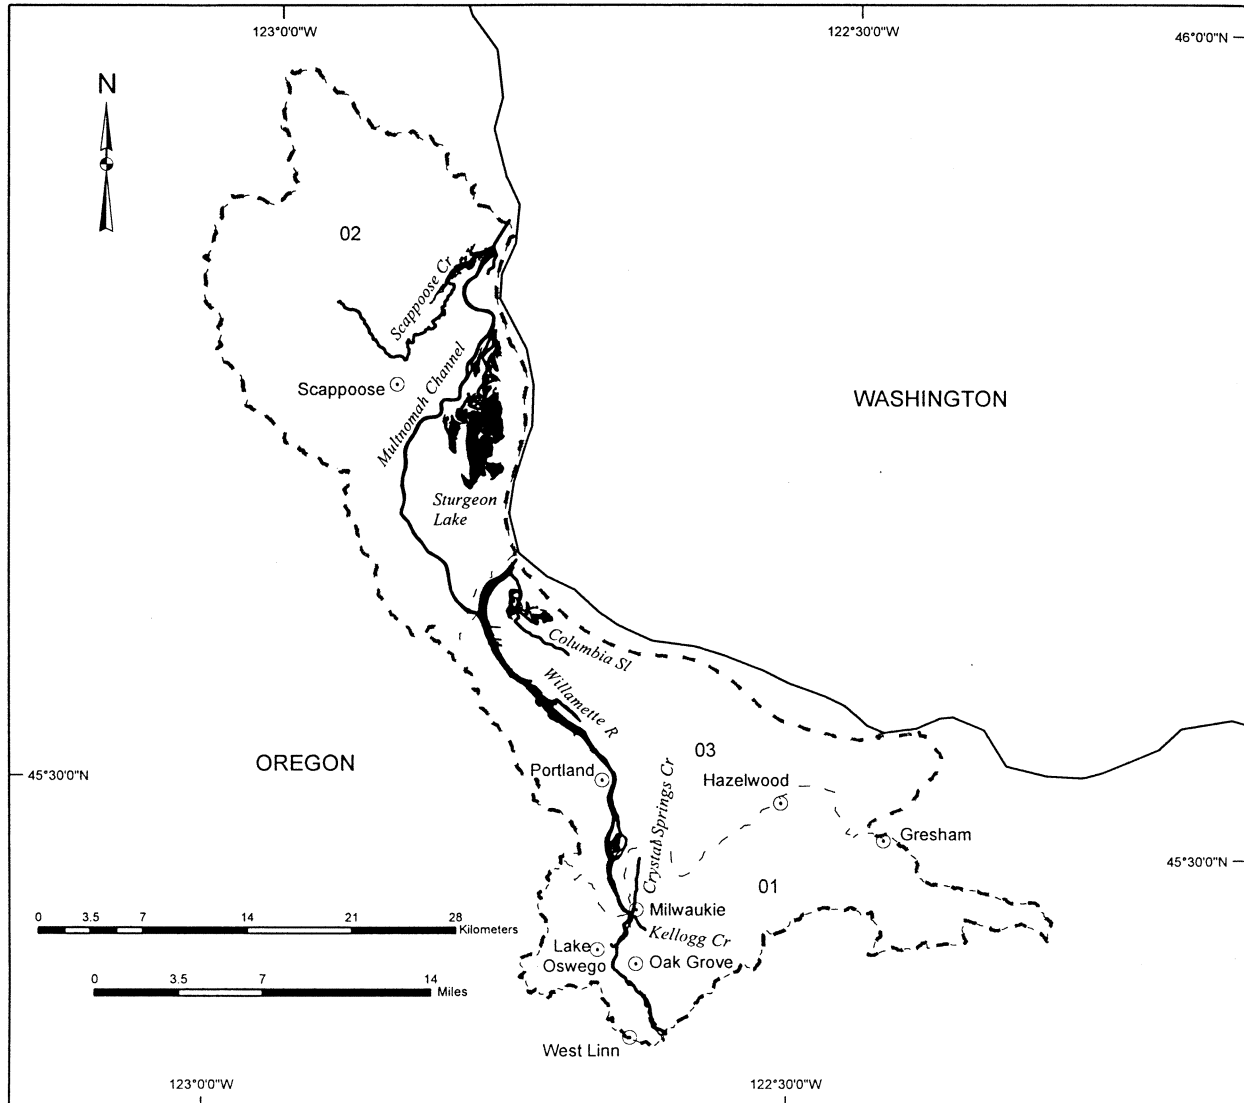 123°0'0"W
122°30'0"W
46°0'0"N
N
02
Scappoose Cr
Scappoose
Multnomah Channel
WASHINGTON
Sturgeon
Lake
Columbia Sl
Willamette R
OREGON
03
45°30'0"N
Portland
Crystal Springs Cr
Hazelwood
Gresham
45°30'0"N
01
0 3.5 7 14 21 28
Kilometers
Milwaukie
Kellogg Cr
Lake
Oswego
Oak Grove
0 3.5 7 14
Miles
West Linn
123°0'0"W
122°30'0"W